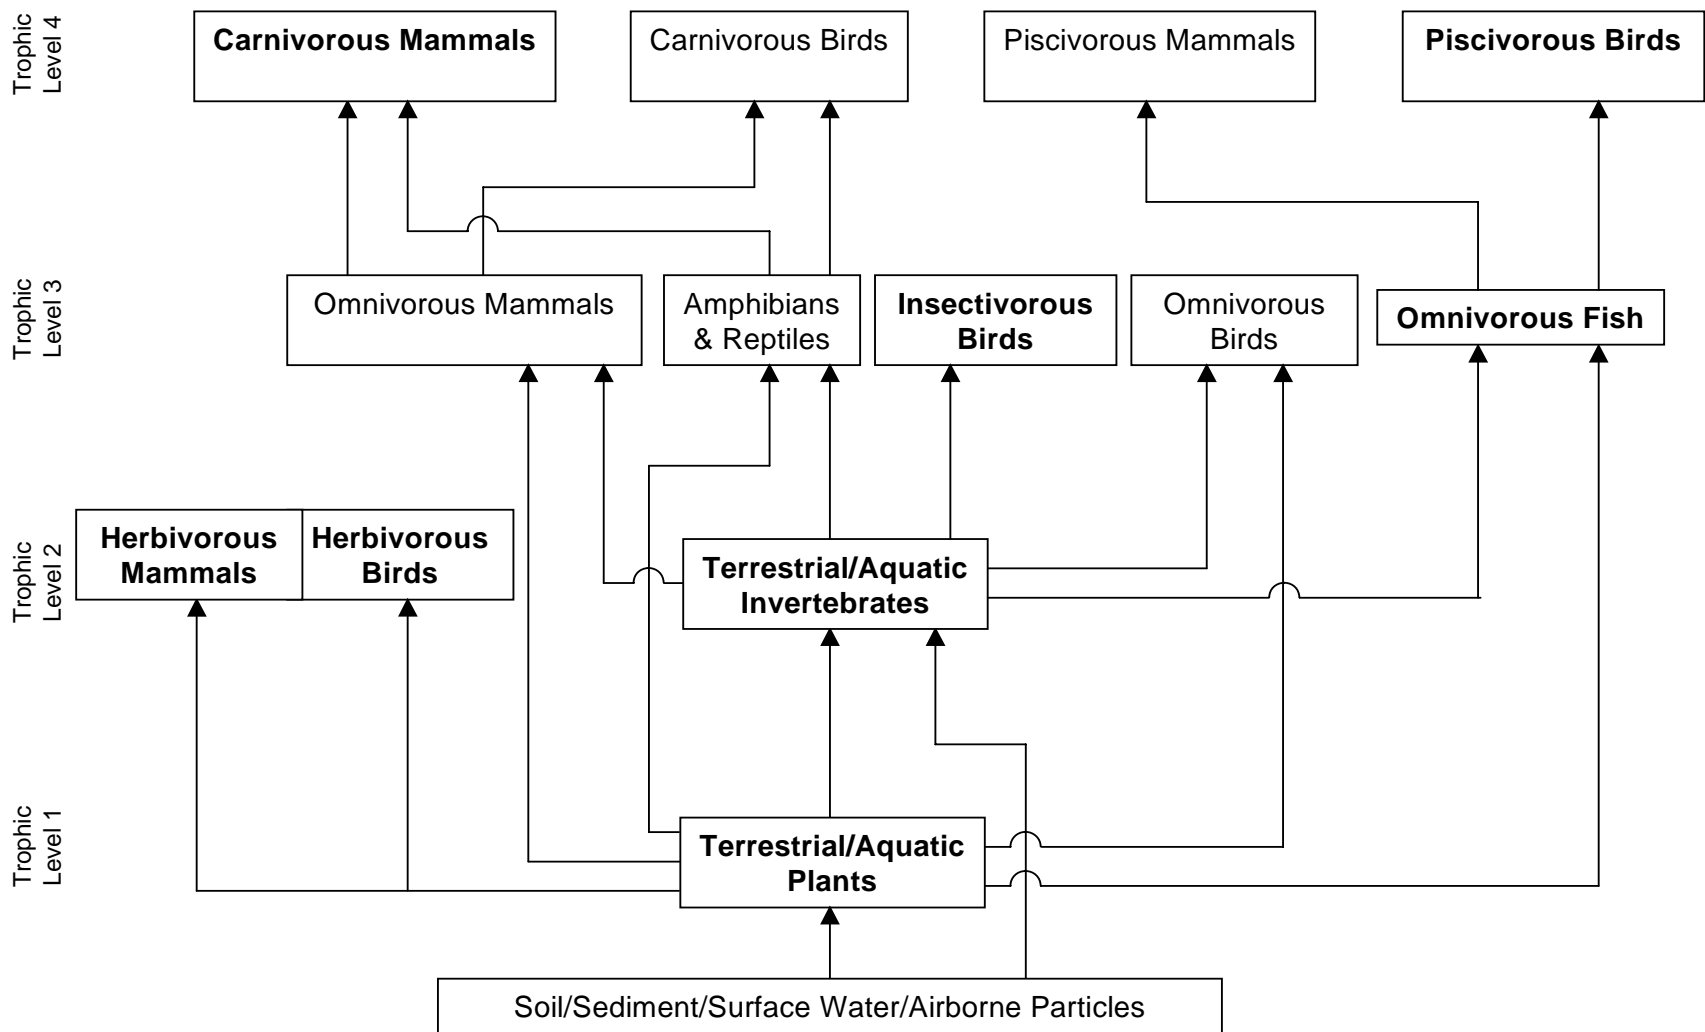 Trophic
Level 4
Carnivorous Mammals
Carnivorous Birds
Piscivorous Mammals
Piscivorous Birds
Trophic
Level 3
Omnivorous Mammals
Amphibians
& Reptiles
Insectivorous
Birds
Omnivorous
Birds
Omnivorous Fish
Trophic
Level 2
Herbivorous
Mammals
Herbivorous
Birds
Terrestrial/Aquatic
Invertebrates
Trophic
Level 1
Terrestrial/Aquatic
Plants
Soil/Sediment/Surface Water/Airborne Particles